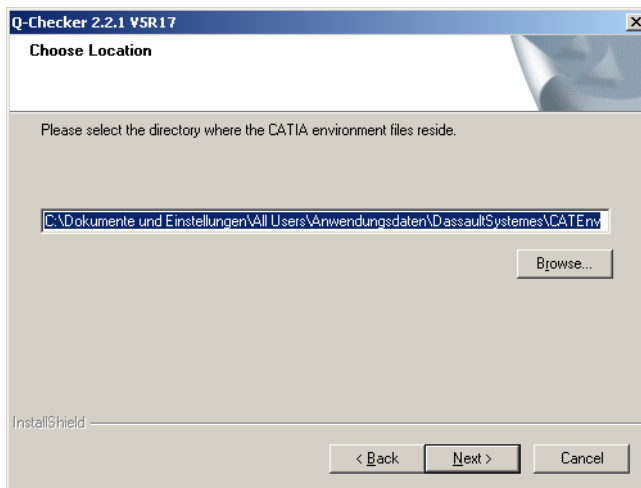 Q-Checker 2.2.1 V5R17
Choose Location
Please select the directory where the CATIA environment files reside.
C:\Dokumente und Einstellungen\All Users\Anwendungsdaten\DassaultSystemes\CATEnv
Browse...
InstallShield
< Back Next > Cancel